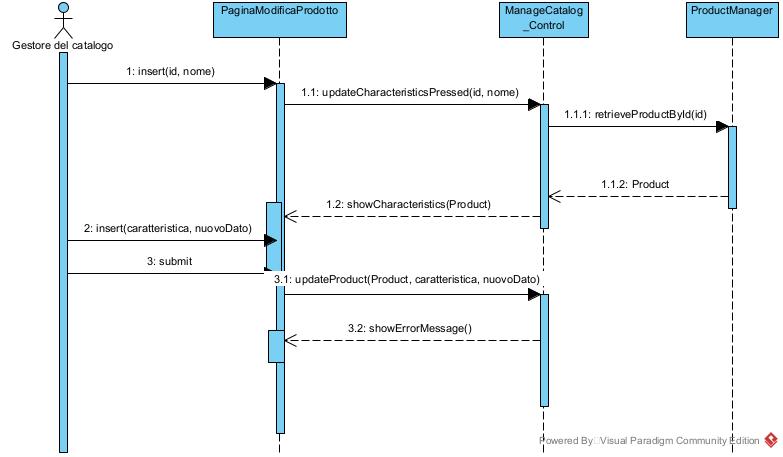 PaginaModificaProdotto
ManageCatalog
_Control
ProductManager
Gestore del catalogo
1: insert(id, nome)
1.1: updateCharacteristicsPressed(id, nome)
1.1.1: retrieveProductById(id)
1.1.2: Product
1.2: showCharacteristics(Product)
2: insert(caratteristica, nuovoDato)
3: submit
3.1: updateProduct(Product, caratteristica, nuovoDato)
3.2: showErrorMessage()
Powered By Visual Paradigm Community Edition